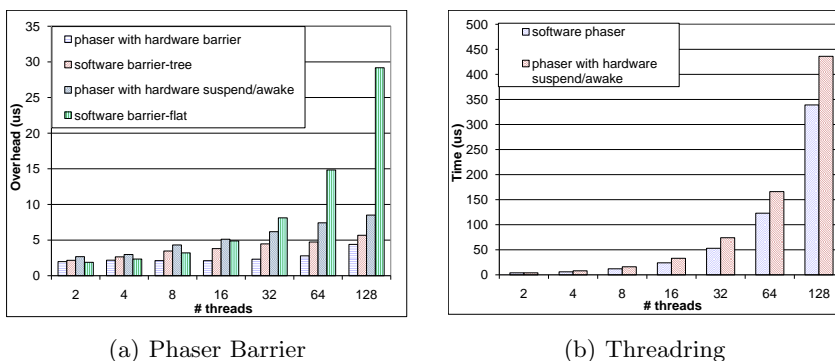 35
30
25
20
15
10
5
0
Overhead (us)
phaser with hardware barrier
software barrier-tree
phaser with hardware suspend/awake
software barrier-flat
2 4 8 16 32 64 128
# threads
(a) Phaser Barrier
500
450
400
350
300
250
200
150
100
50
0
Time (us)
software phaser
phaser with hardware
suspend/awake
2 4 8 16 32 64 128
# threads
(b) Threadring